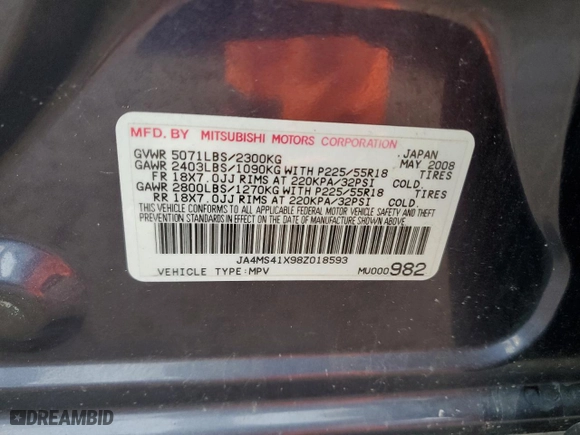 MFD. BY MITSUBISHI MOTORS CORPORATION
JAPAN
GVWR 5071LBS/2300KG MAY 2008
GAWR 2403LBS/1090KG WITH P225/55R18 TIRES
FR 18X7.0JJ RIMS AT 220KPA/32PSI COLD.
GAWR 2800LBS/1270KG WITH P225/55R18 TIRES
RR 18X7.0JJ RIMS AT 220KPA/32PSI COLD.
THIS VEHICLE CONFORMS TO ALL APPLICABLE FEDERAL MOTOR VEHICLE SAFETY AND THEFT
PREVENTION STANDARDS IN EFFECT ON THE DATE OF MANUFACTURE SHOWN ABOVE.
JA4MS41X98Z018593
VEHICLE TYPE:MPV MU000982
DREAMBID